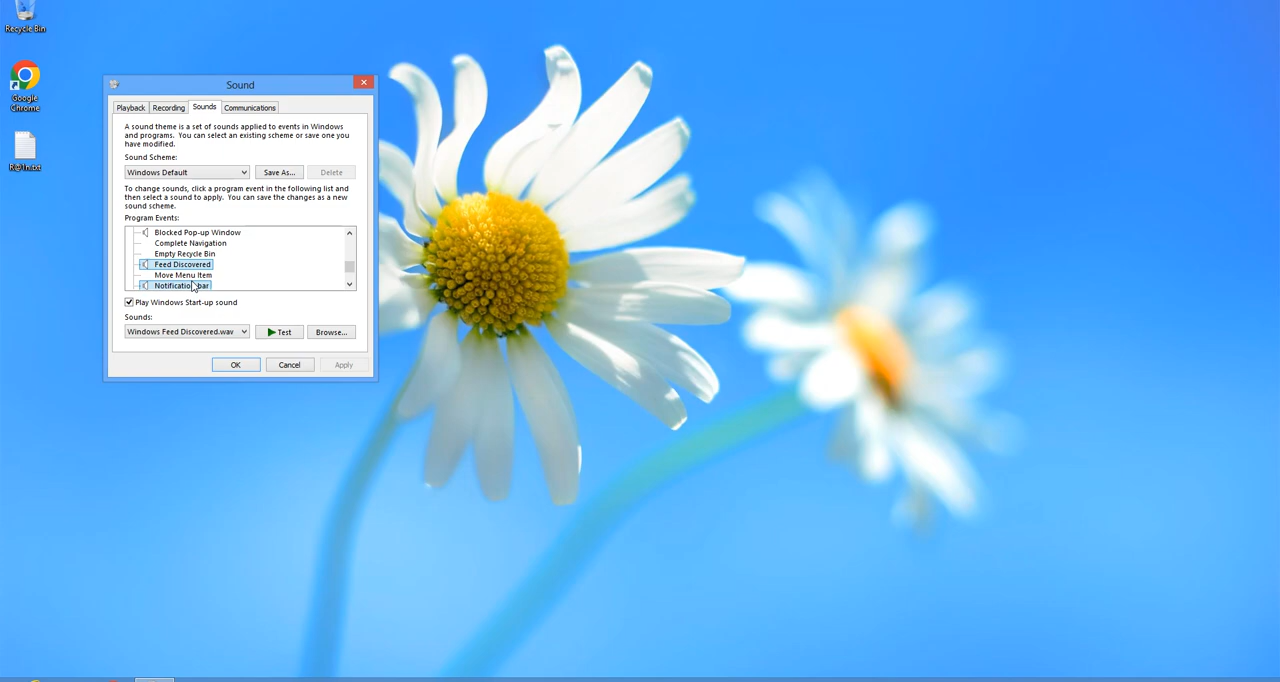 Recycle Bin
Google
Chrome
Sound
Playback
Recording
Sounds
Communications
A sound theme is a set of sounds applied to events in Windows
and programs. You can select an existing scheme or save one you
have modified.
Sound Scheme:
Windows Default
Save As...
Delete
To change sounds, click a program event in the following list and
then select a sound to apply. You can save the changes as a new
sound scheme.
Program Events:
Blocked Pop-up Window
Complete Navigation
Empty Recycle Bin
Feed Discovered
Move Menu Item
Notification bar
Play Windows Start-up sound
Sounds:
Windows Feed Discovered.wav
Test
Browse...
OK
Cancel
Apply